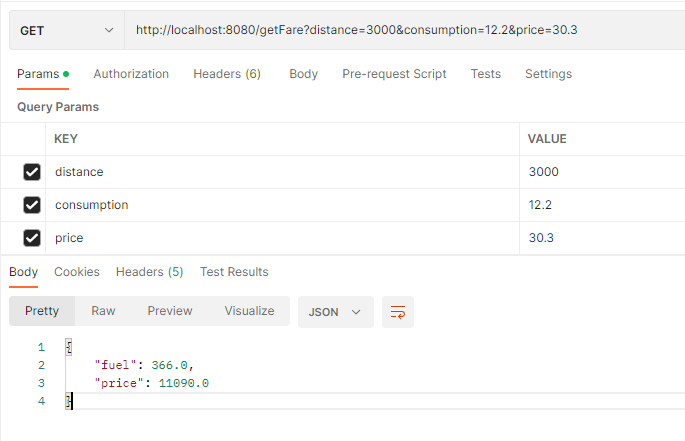 GET http://localhost:8080/getFare?distance=3000&consumption=12.2&price=30.3
Params Authorization Headers (6) Body Pre-request Script Tests Settings
Query Params
KEY VALUE
distance 3000
consumption 12.2
price 30.3
Body Cookies Headers (5) Test Results
Pretty Raw Preview Visualize JSON
1 {
2 "fuel": 366.0,
3 "price": 11090.0
4 }